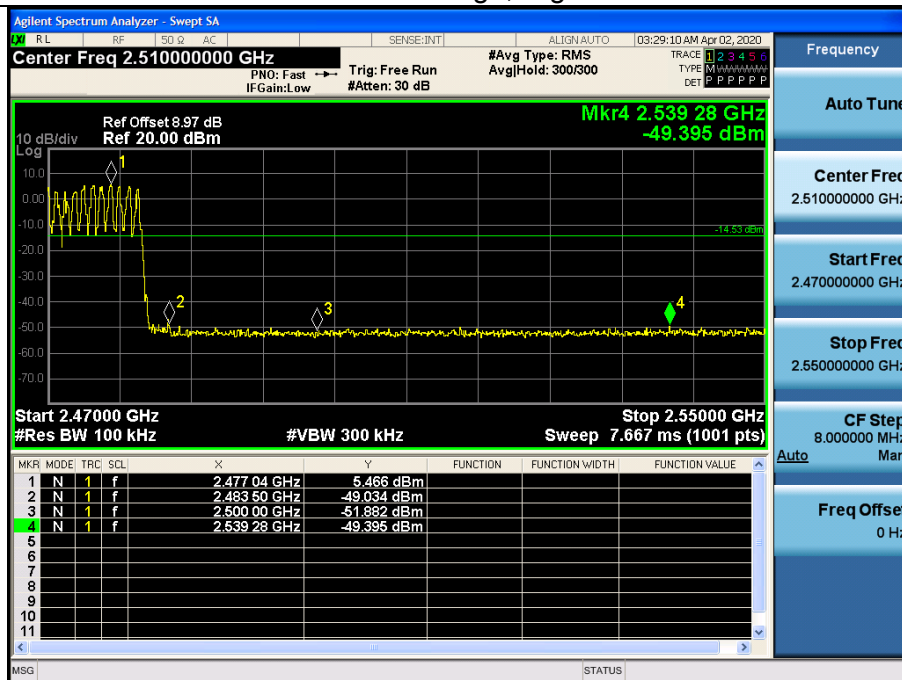 Agilent Spectrum Analyzer - Swept SA
LXI RL RF 50 Ω AC SENSE:INT ALIGN AUTO 03:29:10 AM Apr 02, 2020
Center Freq 2.510000000 GHz #Avg Type: RMS TRACE 1 2 3 4 5 6
PNO: Fast Trig: Free Run Avg|Hold: 300/300 TYPE M WWWWW
IFGain:Low #Atten: 30 dB DET P P P P P P
Mkr4 2.539 28 GHz
-49.395 dBm
Ref Offset 8.97 dB
10 dB/div Ref 20.00 dBm
Log
10.0
0.00
-10.0
-20.0
-30.0
-40.0
-50.0
-60.0
-70.0
1
2
3
4
-14.53 dBm
Start 2.47000 GHz Stop 2.55000 GHz
#Res BW 100 kHz #VBW 300 kHz Sweep 7.667 ms (1001 pts)
MKR MODE TRC SCL X Y FUNCTION FUNCTION WIDTH FUNCTION VALUE
1 N 1 f 2.477 04 GHz 5.466 dBm
2 N 1 f 2.483 50 GHz -49.034 dBm
3 N 1 f 2.500 00 GHz -51.882 dBm
4 N 1 f 2.539 28 GHz -49.395 dBm
5
6
7
8
9
10
11
MSG STATUS
Frequency
Auto Tune
Center Freq
2.510000000 GHz
Start Freq
2.470000000 GHz
Stop Freq
2.550000000 GHz
CF Step
8.000000 MHz
Auto Man
Freq Offset
0 Hz